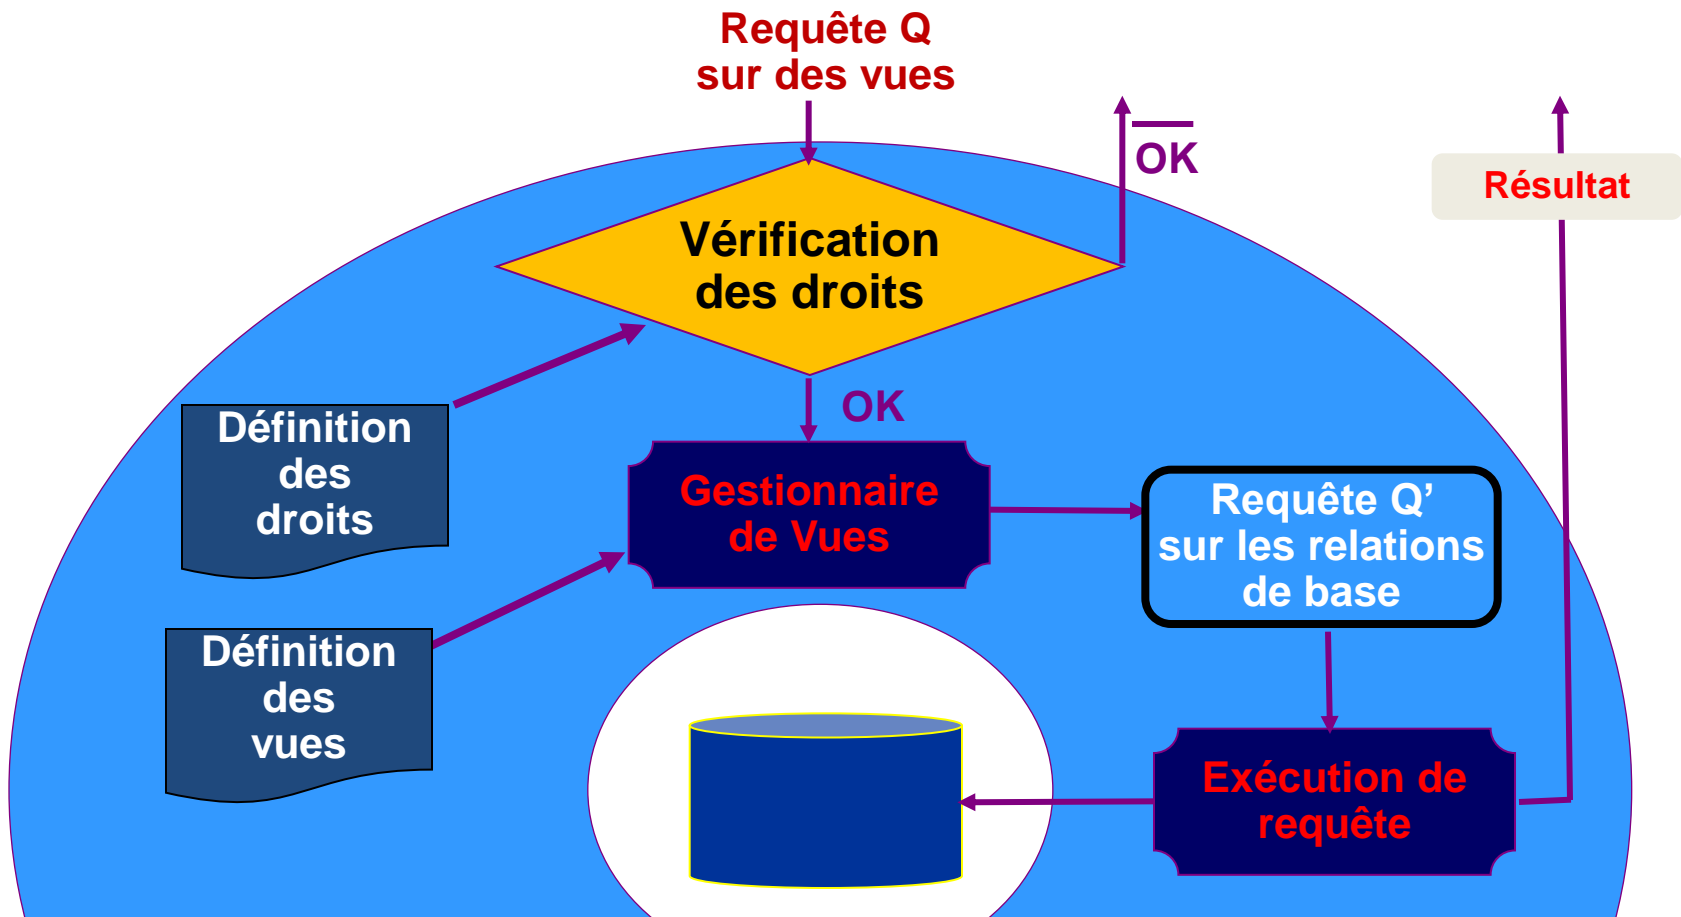 Requête Q
sur des vues
OK
Résultat
Vérification
des droits
OK
Définition
des
droits
Gestionnaire
de Vues
Requête Q’
sur les relations
de base
Définition
des
vues
Exécution de
requête